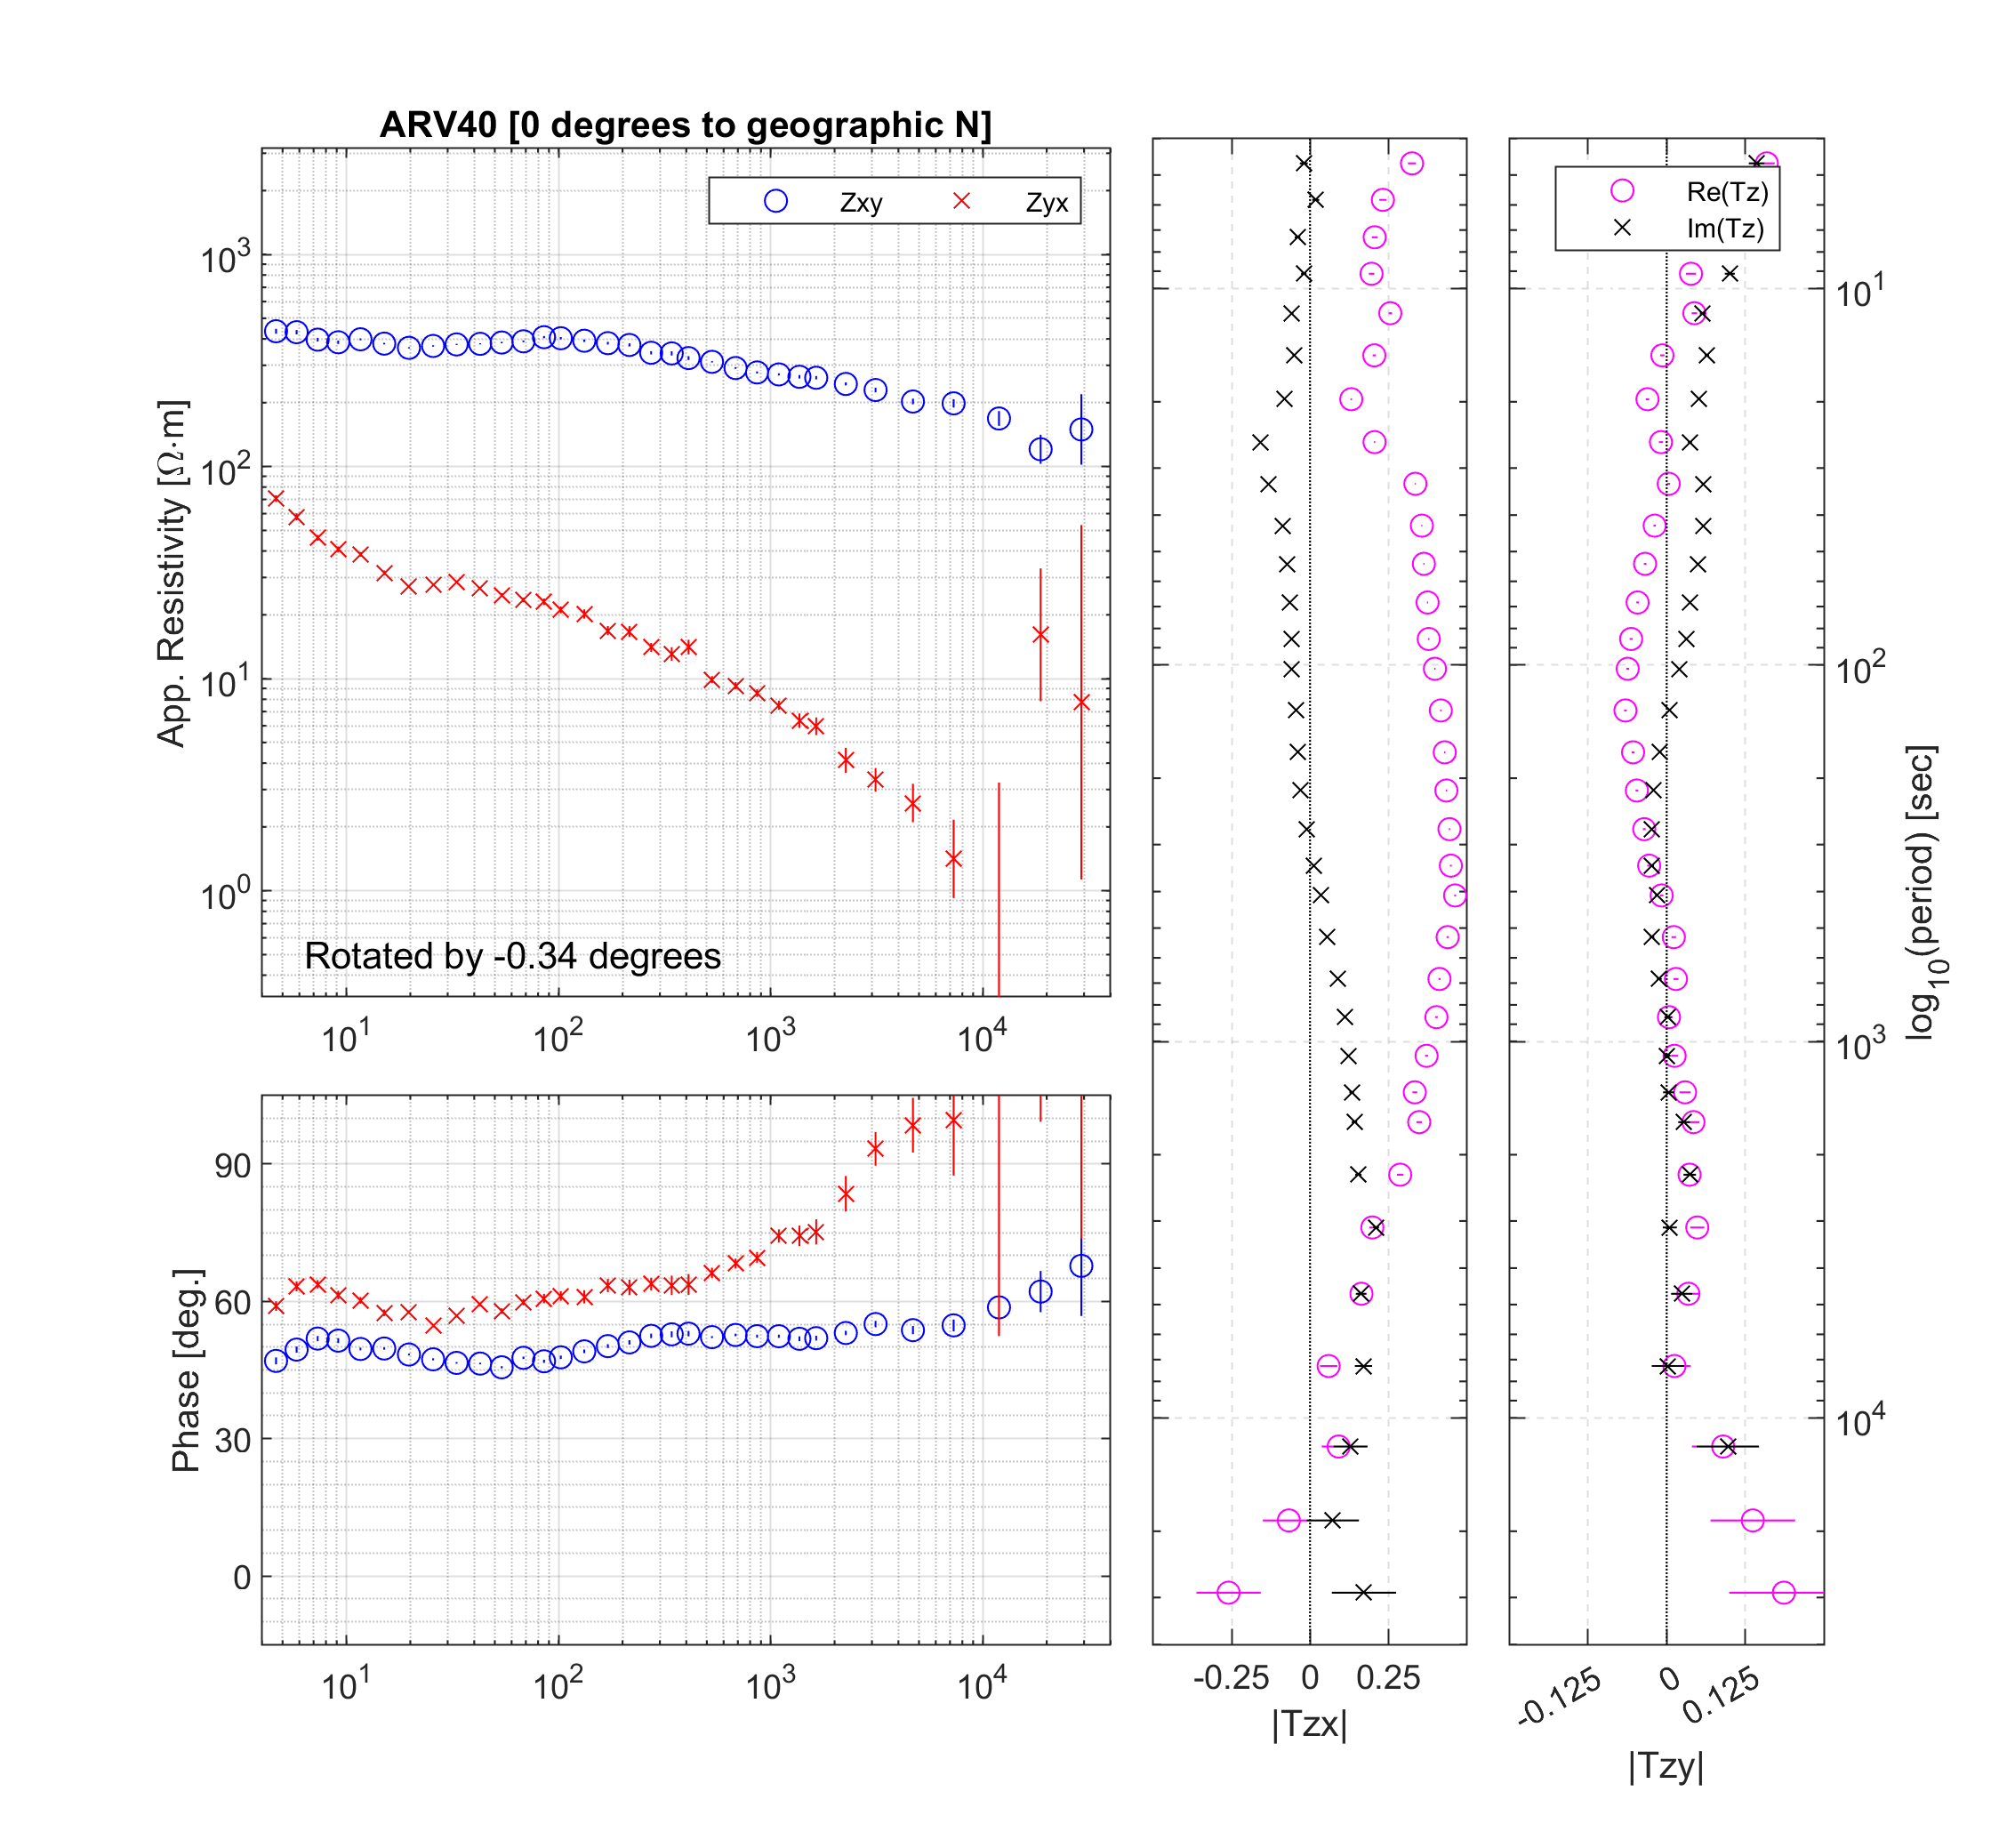 ARV40 [0 degrees to geographic N]
Zxy Zyx
App. Resistivity [Ω·m]
10^3
10^2
10^1
10^0
Rotated by -0.34 degrees
10^1 10^2 10^3 10^4
Phase [deg.]
90
60
30
0
10^1 10^2 10^3 10^4
-0.25 0 0.25
|Tzx|
Re(Tz)
Im(Tz)
-0.125 0 0.125
|Tzy|
10^1
10^2
10^3
10^4
log10(period) [sec]